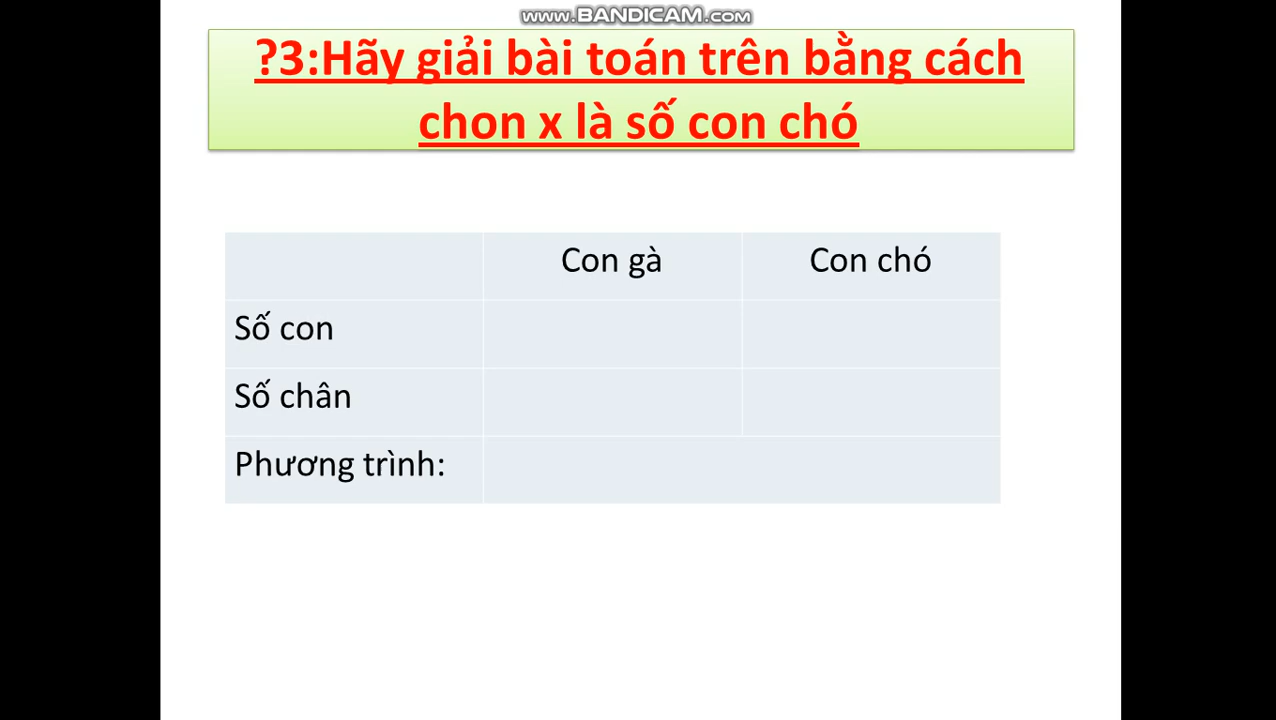 www.BANDICAM.com
?3:Hãy giải bài toán trên bằng cách
chon x là số con chó
Con gà Con chó
Số con
Số chân
Phương trình: